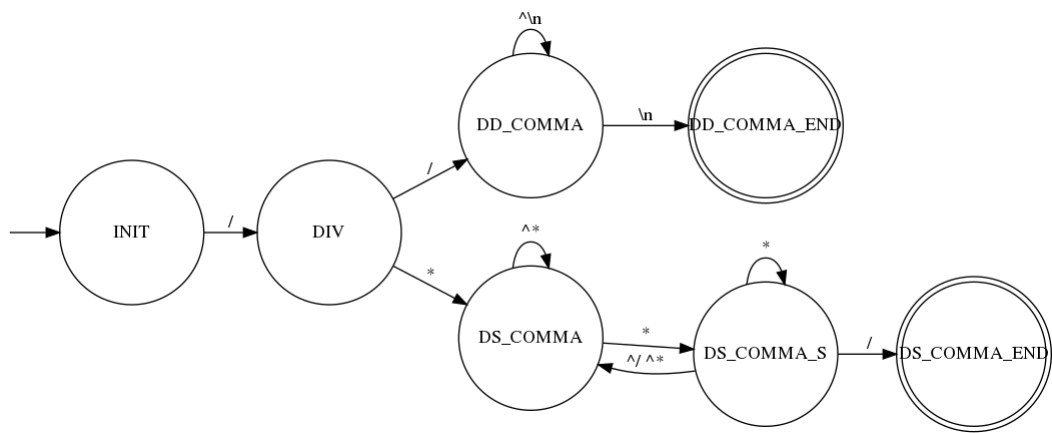 ^\n
DD_COMMA
\n
DD_COMMA_END
/
INIT
/
DIV
*
^*
DS_COMMA
*
^/ ^*
*
DS_COMMA_S
/
DS_COMMA_END